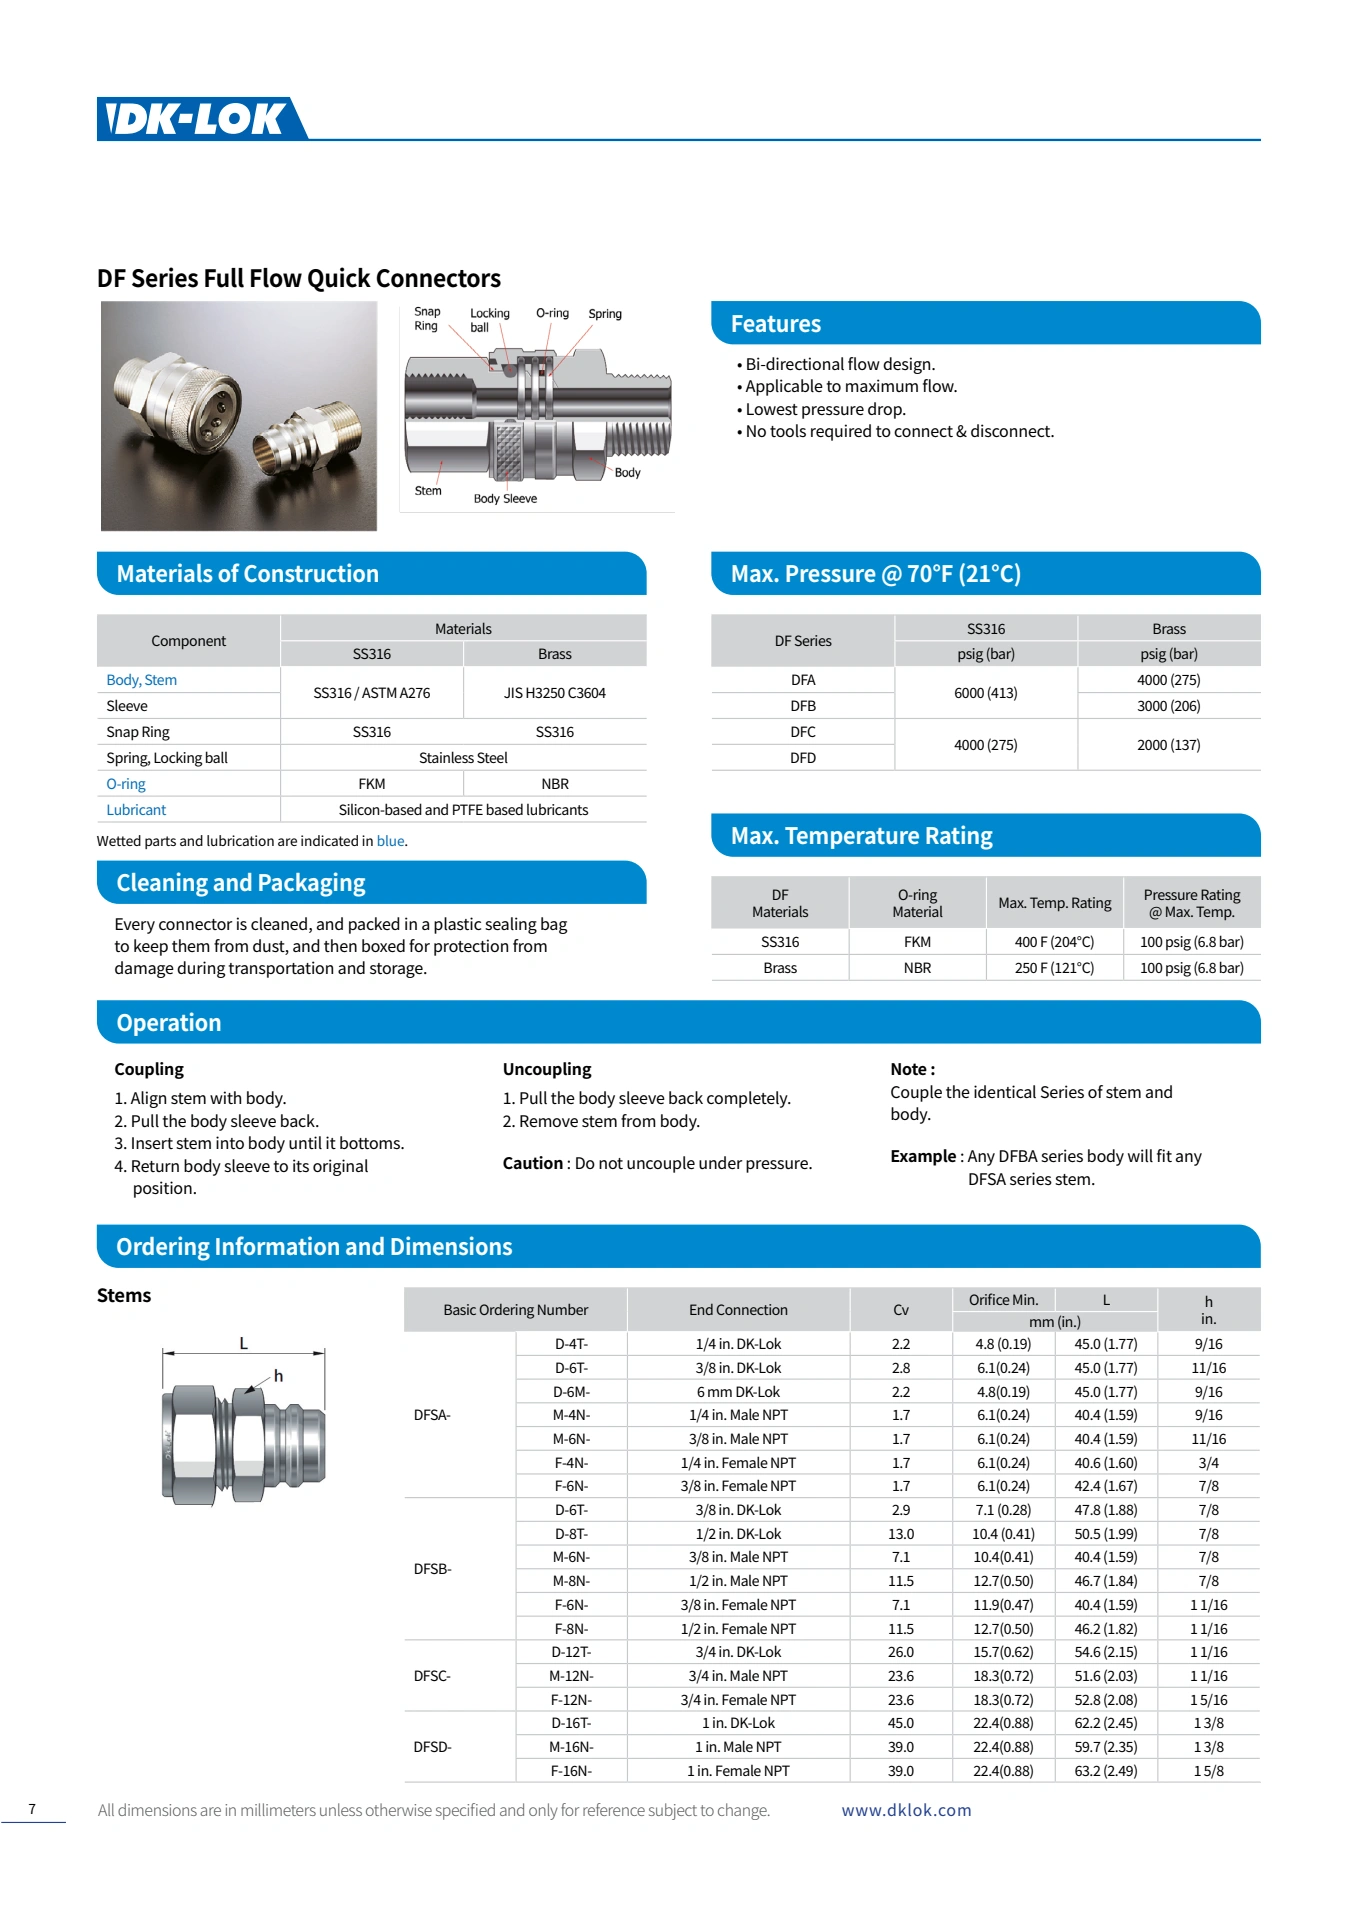 DK-LOK
DF Series Full Flow Quick Connectors
Snap Ring
Locking ball
O-ring
Spring
Stem
Body Sleeve
Body
Features
• Bi-directional flow design.
• Applicable to maximum flow.
• Lowest pressure drop.
• No tools required to connect & disconnect.
Materials of Construction
Component Materials
SS316 Brass
Body, Stem SS316 / ASTM A276 JIS H3250 C3604
Sleeve
Snap Ring SS316 SS316
Spring, Locking ball Stainless Steel
O-ring FKM NBR
Lubricant Silicon-based and PTFE based lubricants
Wetted parts and lubrication are indicated in blue.
Max. Pressure @ 70°F (21°C)
DF Series SS316 Brass
psig (bar) psig (bar)
DFA 6000 (413) 4000 (275)
DFB 3000 (206)
DFC 4000 (275) 2000 (137)
DFD
Cleaning and Packaging
Every connector is cleaned, and packed in a plastic sealing bag
to keep them from dust, and then boxed for protection from
damage during transportation and storage.
Max. Temperature Rating
DF Materials O-ring Material Max. Temp. Rating Pressure Rating @ Max. Temp.
SS316 FKM 400 F (204°C) 100 psig (6.8 bar)
Brass NBR 250 F (121°C) 100 psig (6.8 bar)
Operation
Coupling
1. Align stem with body.
2. Pull the body sleeve back.
3. Insert stem into body until it bottoms.
4. Return body sleeve to its original
position.
Uncoupling
1. Pull the body sleeve back completely.
2. Remove stem from body.
Caution : Do not uncouple under pressure.
Note :
Couple the identical Series of stem and
body.
Example : Any DFBA series body will fit any
DFSA series stem.
Ordering Information and Dimensions
Stems
L
h
Basic Ordering Number End Connection Cv Orifice Min. L h in.
mm (in.)
DFSA-
D-4T- 1/4 in. DK-Lok 2.2 4.8 (0.19) 45.0 (1.77) 9/16
D-6T- 3/8 in. DK-Lok 2.8 6.1(0.24) 45.0 (1.77) 11/16
D-6M- 6 mm DK-Lok 2.2 4.8(0.19) 45.0 (1.77) 9/16
M-4N- 1/4 in. Male NPT 1.7 6.1(0.24) 40.4 (1.59) 9/16
M-6N- 3/8 in. Male NPT 1.7 6.1(0.24) 40.4 (1.59) 11/16
F-4N- 1/4 in. Female NPT 1.7 6.1(0.24) 40.6 (1.60) 3/4
F-6N- 3/8 in. Female NPT 1.7 6.1(0.24) 42.4 (1.67) 7/8
DFSB-
D-6T- 3/8 in. DK-Lok 2.9 7.1 (0.28) 47.8 (1.88) 7/8
D-8T- 1/2 in. DK-Lok 13.0 10.4 (0.41) 50.5 (1.99) 7/8
M-6N- 3/8 in. Male NPT 7.1 10.4(0.41) 40.4 (1.59) 7/8
M-8N- 1/2 in. Male NPT 11.5 12.7(0.50) 46.7 (1.84) 7/8
F-6N- 3/8 in. Female NPT 7.1 11.9(0.47) 40.4 (1.59) 1 1/16
F-8N- 1/2 in. Female NPT 11.5 12.7(0.50) 46.2 (1.82) 1 1/16
DFSC-
D-12T- 3/4 in. DK-Lok 26.0 15.7(0.62) 54.6 (2.15) 1 1/16
M-12N- 3/4 in. Male NPT 23.6 18.3(0.72) 51.6 (2.03) 1 1/16
F-12N- 3/4 in. Female NPT 23.6 18.3(0.72) 52.8 (2.08) 1 5/16
DFSD-
D-16T- 1 in. DK-Lok 45.0 22.4(0.88) 62.2 (2.45) 1 3/8
M-16N- 1 in. Male NPT 39.0 22.4(0.88) 59.7 (2.35) 1 3/8
F-16N- 1 in. Female NPT 39.0 22.4(0.88) 63.2 (2.49) 1 5/8
7
All dimensions are in millimeters unless otherwise specified and only for reference subject to change.
www.dklok.com